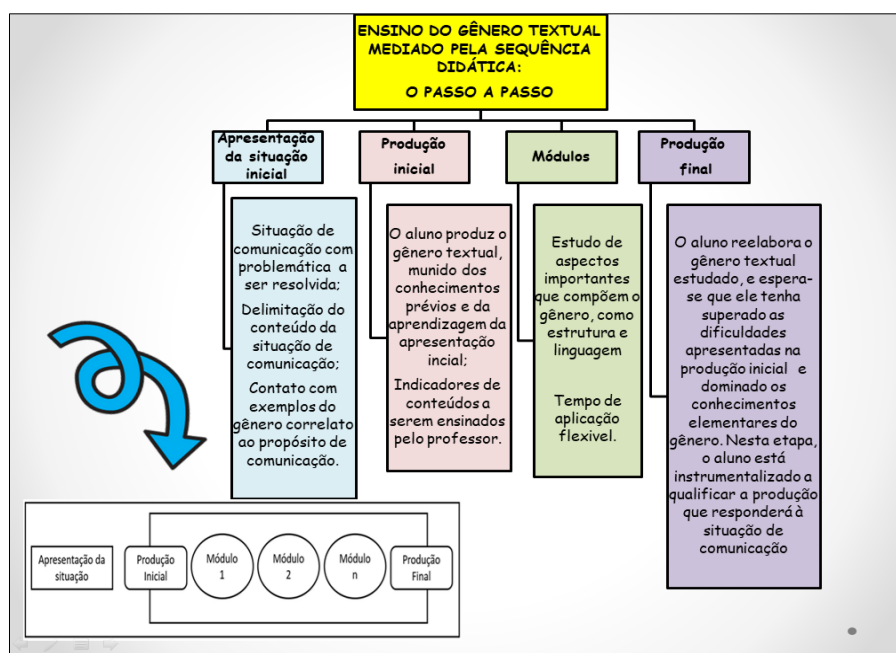 ENSINO DO GÊNERO TEXTUAL
MEDIADO PELA SEQUÊNCIA
DIDÁTICA:
O PASSO A PASSO
Apresentação
da situação
inicial
Situação de
comunicação com
problemática a
ser resolvida;
Delimitação do
conteúdo da
situação de
comunicação;
Contato com
exemplos do
gênero correlato
ao propósito de
comunicação.
Produção
inicial
O aluno produz o
gênero textual,
munido dos
conhecimentos
prévios e da
aprendizagem da
apresentação
incial;
Indicadores de
conteúdos a
serem ensinados
pelo professor.
Módulos
Estudo de
aspectos
importantes
que compõem o
gênero, como
estrutura e
linguagem
Tempo de
aplicação
flexivel.
Produção
final
O aluno reelabora o
gênero textual
estudado, e espera-
se que ele tenha
superado as
dificuldades
apresentadas na
produção inicial e
dominado os
conhecimentos
elementares do
gênero. Nesta etapa,
o aluno está
instrumentalizado a
qualificar a produção
que responderá à
situação de
comunicação
Apresentação da
situação
Produção
Inicial
Módulo
1
Módulo
2
Módulo
n
Produção
Final